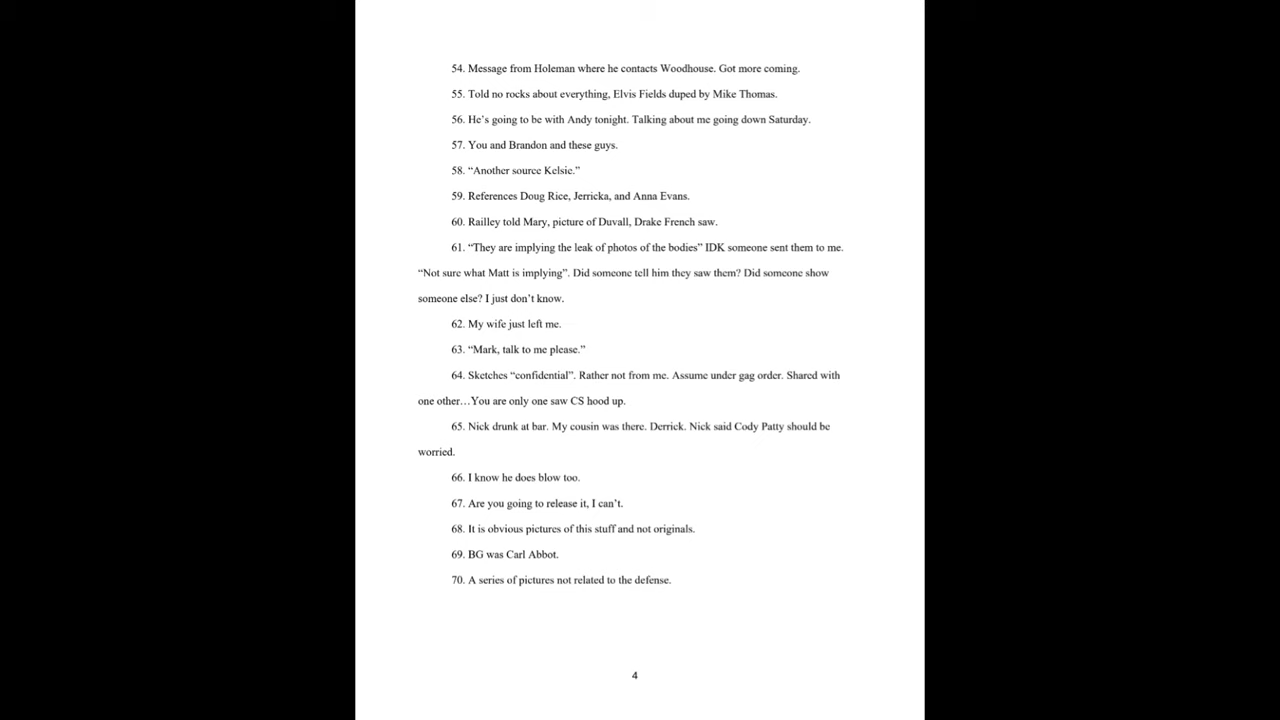 54. Message from Holeman where he contacts Woodhouse. Got more coming.
55. Told no rocks about everything, Elvis Fields duped by Mike Thomas.
56. He’s going to be with Andy tonight. Talking about me going down Saturday.
57. You and Brandon and these guys.
58. “Another source Kelsie.”
59. References Doug Rice, Jerricka, and Anna Evans.
60. Railley told Mary, picture of Duvall, Drake French saw.
61. “They are implying the leak of photos of the bodies” IDK someone sent them to me.
“Not sure what Matt is implying”. Did someone tell him they saw them? Did someone show
someone else? I just don’t know.
62. My wife just left me.
63. “Mark, talk to me please.”
64. Sketches “confidential”. Rather not from me. Assume under gag order. Shared with
one other…You are only one saw CS hood up.
65. Nick drunk at bar. My cousin was there. Derrick. Nick said Cody Patty should be
worried.
66. I know he does blow too.
67. Are you going to release it, I can’t.
68. It is obvious pictures of this stuff and not originals.
69. BG was Carl Abbot.
70. A series of pictures not related to the defense.
4